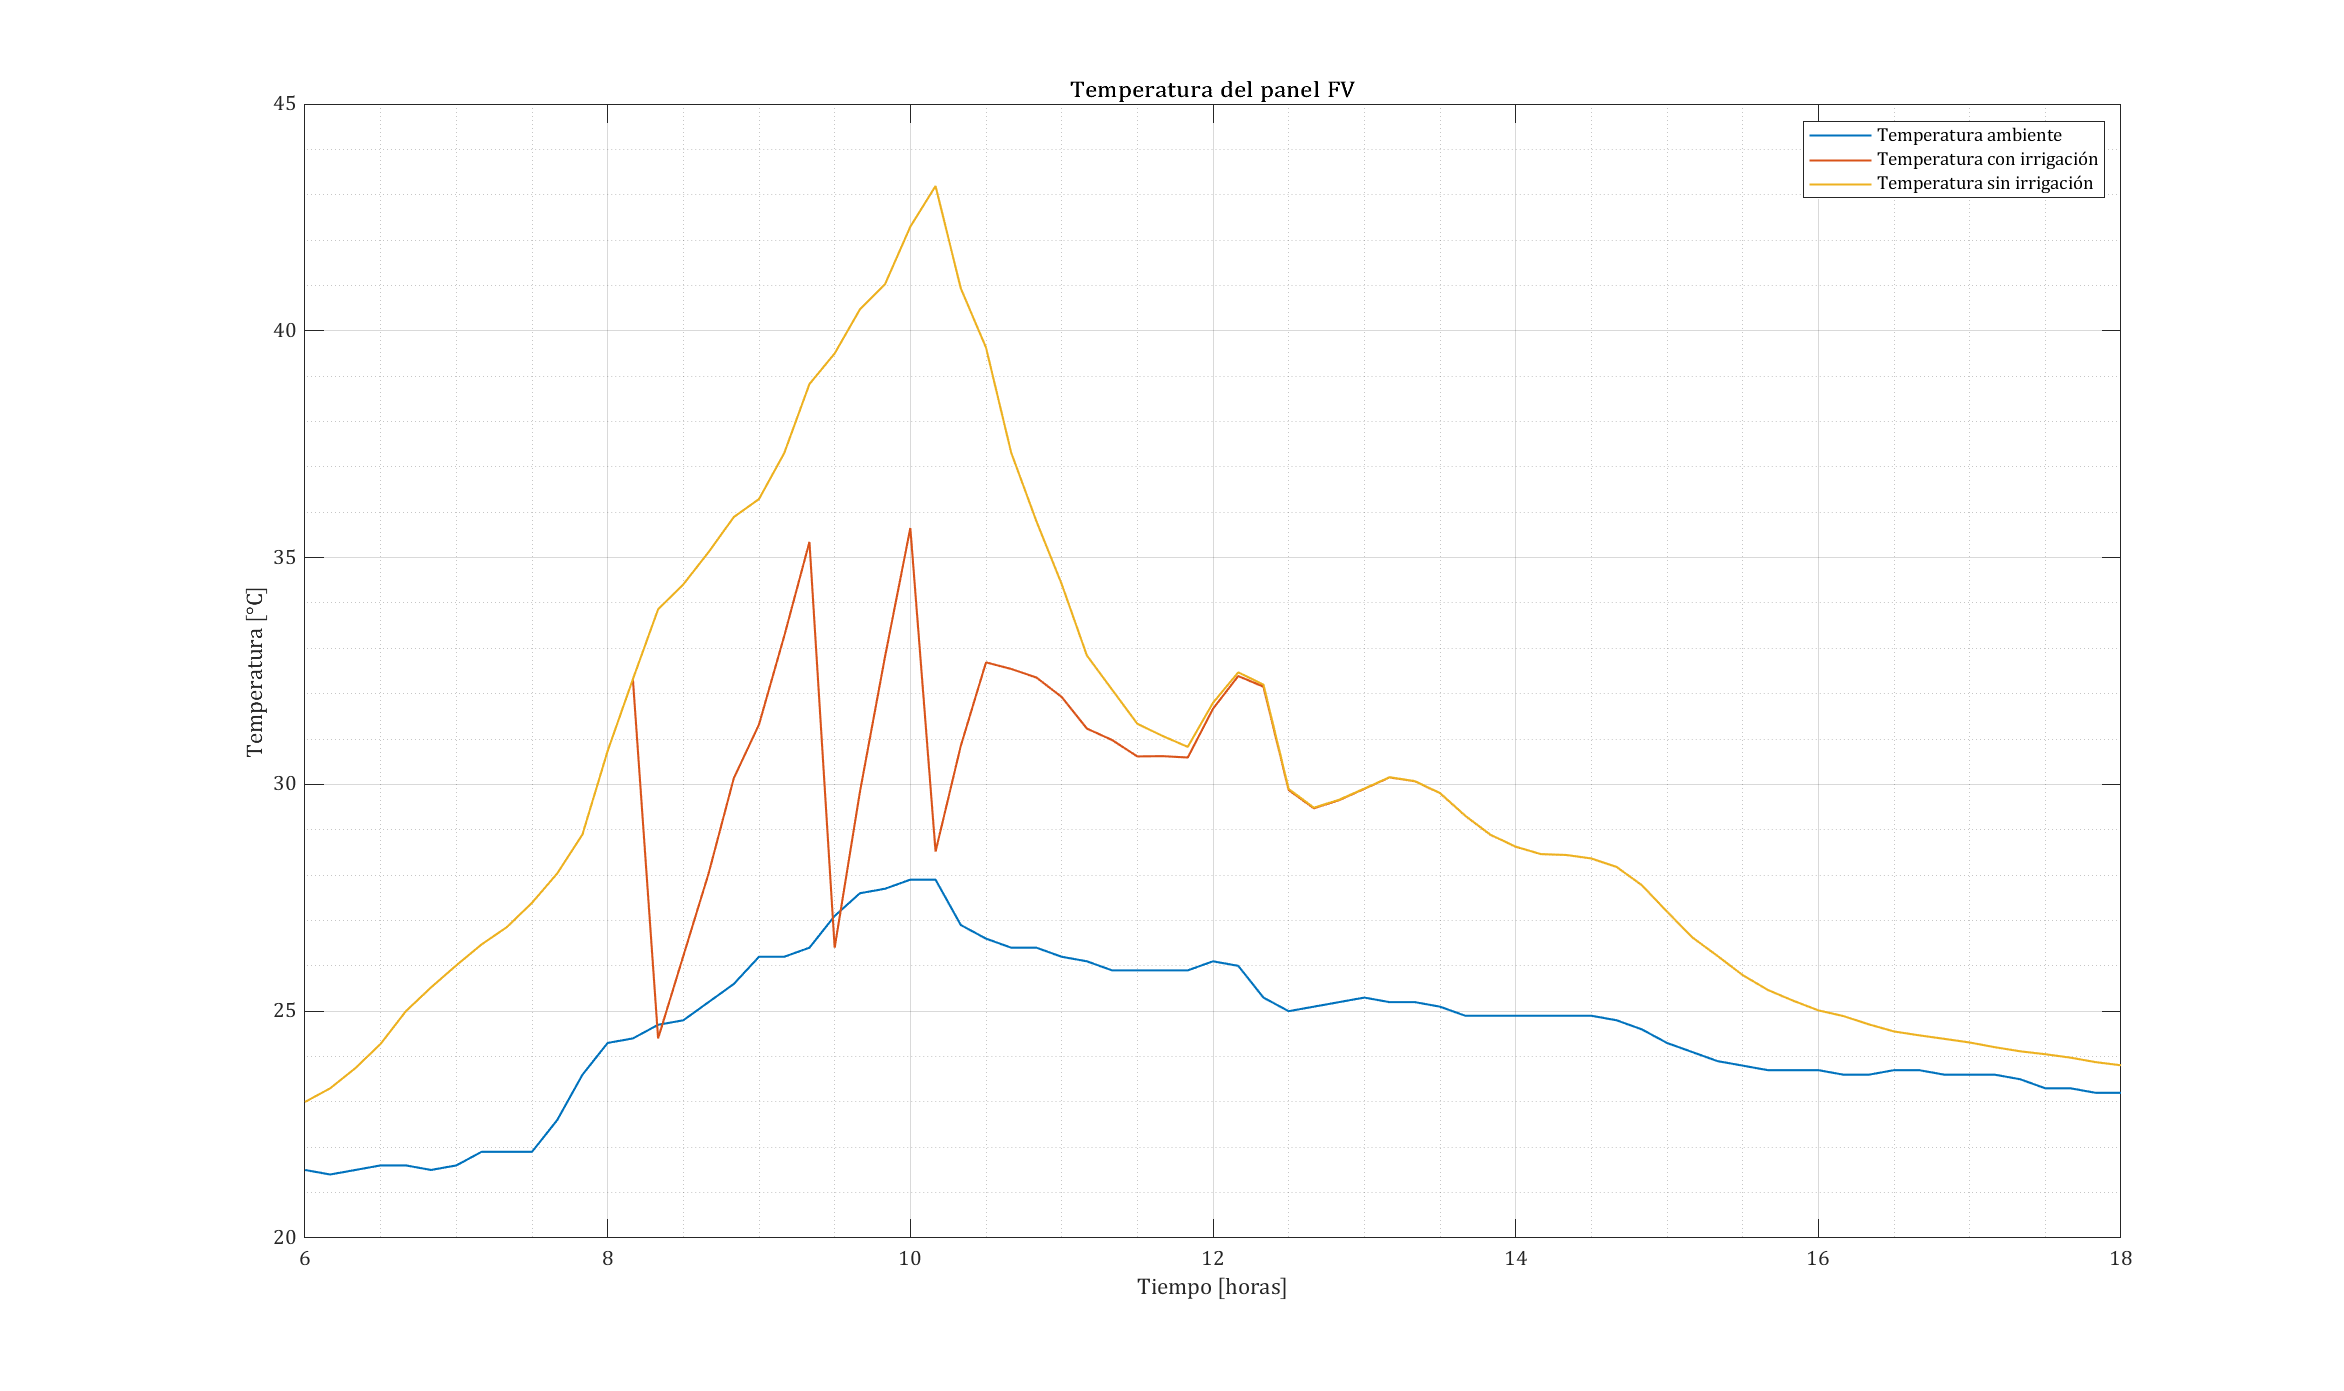 Temperatura del panel FV
Temperatura ambiente
Temperatura con irrigación
Temperatura sin irrigación
Temperatura [°C]
45
40
35
30
25
20
6 8 10 12 14 16 18
Tiempo [horas]